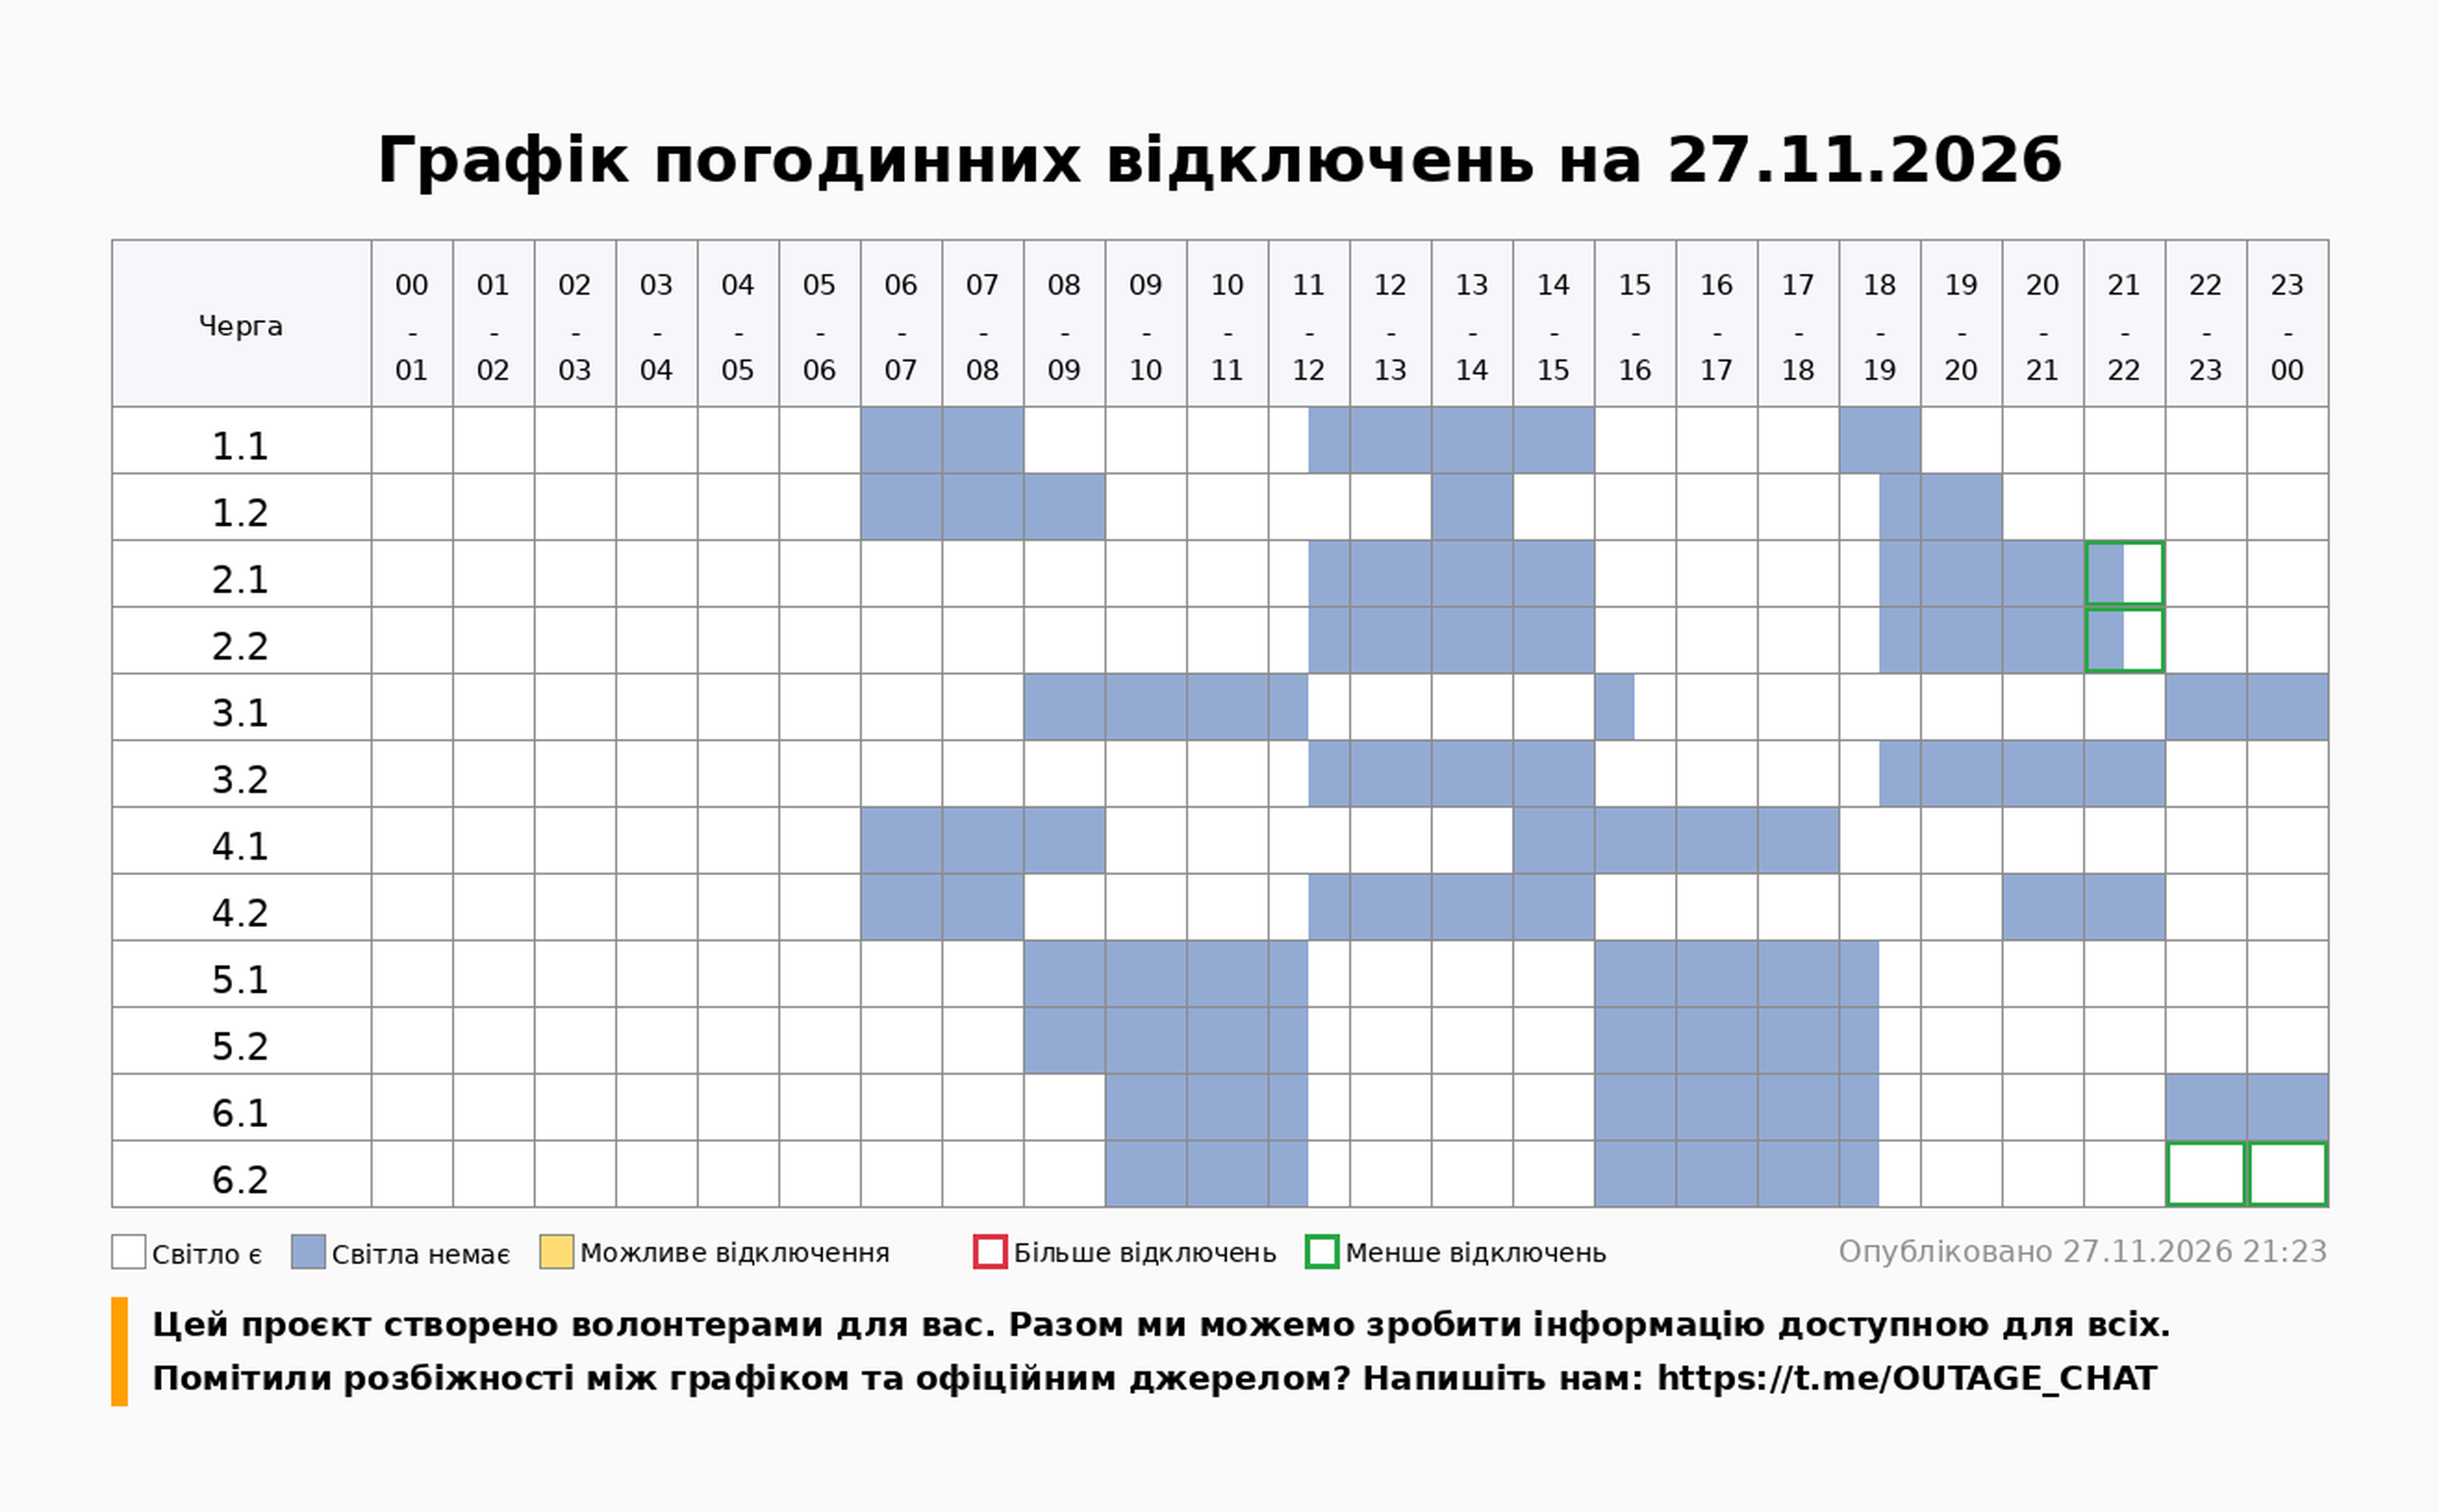 Графік погодинних відключень на 27.11.2026
Черга
00 - 01
01 - 02
02 - 03
03 - 04
04 - 05
05 - 06
06 - 07
07 - 08
08 - 09
09 - 10
10 - 11
11 - 12
12 - 13
13 - 14
14 - 15
15 - 16
16 - 17
17 - 18
18 - 19
19 - 20
20 - 21
21 - 22
22 - 23
23 - 00
1.1
1.2
2.1
2.2
3.1
3.2
4.1
4.2
5.1
5.2
6.1
6.2
Світло є
Світла немає
Можливе відключення
Більше відключень
Менше відключень
Опубліковано 27.11.2026 21:23
Цей проєкт створено волонтерами для вас. Разом ми можемо зробити інформацію доступною для всіх.
Помітили розбіжності між графіком та офіційним джерелом? Напишіть нам: https://t.me/OUTAGE_CHAT